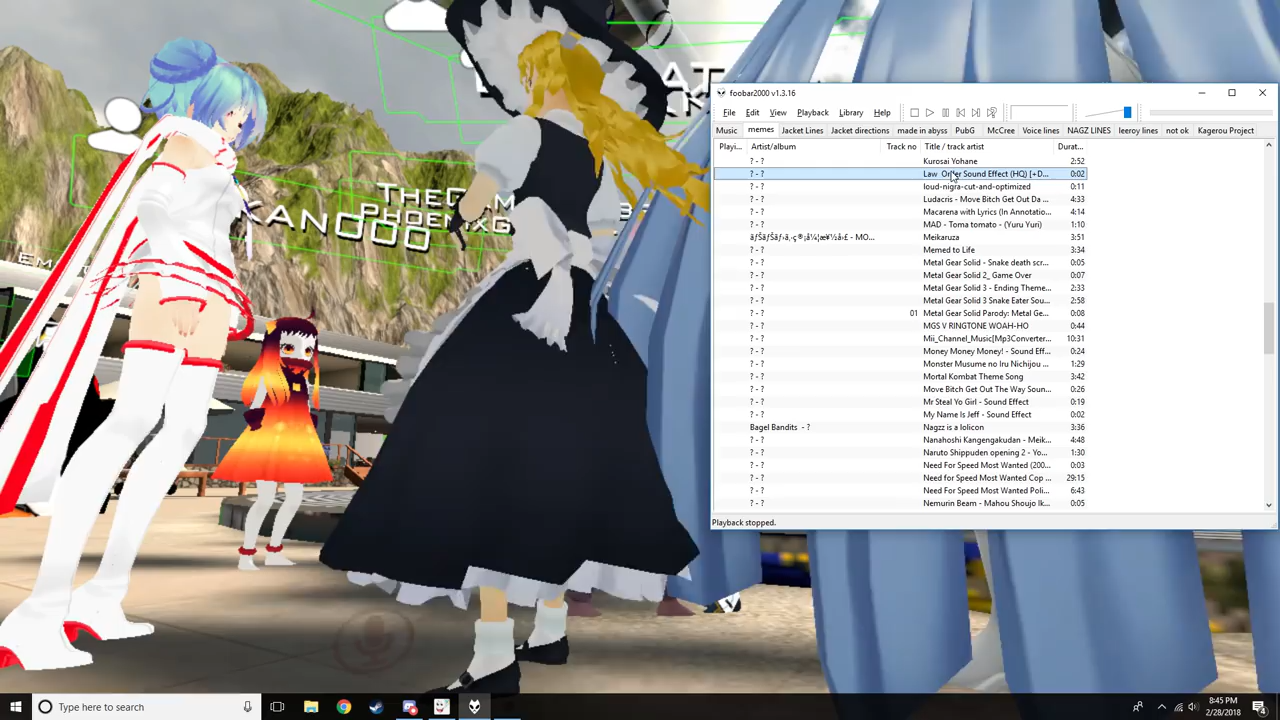 foobar2000 v1.3.16
File Edit View Playback Library Help
Music memes Jacket Lines Jacket directions made in abyss PubG McCree Voice lines NAGZ LINES leeroy lines not ok Kagerou Project
Playi... Artist/album Track no Title / track artist Durat...
? - ? Kurosai Yohane 2:52
? - ? Law Order Sound Effect (HQ) [+D... 0:02
? - ? loud-nigra-cut-and-optimized 0:11
? - ? Ludacris - Move Bitch Get Out Da ... 4:33
? - ? Macarena with Lyrics (In Annotatio... 4:14
? - ? MAD - Toma tomato - (Yuru Yuri) 1:10
Meikaruza 3:51
? - ? Memed to Life 3:34
? - ? Metal Gear Solid - Snake death scr... 0:05
? - ? Metal Gear Solid 2_ Game Over 0:07
? - ? Metal Gear Solid 3 - Ending Theme... 2:33
? - ? Metal Gear Solid 3 Snake Eater Sou... 2:58
? - ? 01 Metal Gear Solid Parody: Metal Ge... 0:08
? - ? MGS V RINGTONE WOAH-HO 0:44
? - ? Mii_Channel_Music[Mp3Converter... 10:31
? - ? Money Money Money! - Sound Eff... 0:24
? - ? Monster Musume no Iru Nichijou ... 1:29
? - ? Mortal Kombat Theme Song 3:42
? - ? Move Bitch Get Out The Way Soun... 0:26
? - ? Mr Steal Yo Girl - Sound Effect 0:19
? - ? My Name Is Jeff - Sound Effect 0:02
Bagel Bandits - ? Nagzz is a lolicon 3:36
? - ? Nanahoshi Kangengakudan - Meik... 4:48
? - ? Naruto Shippuden opening 2 - Yo... 1:30
? - ? Need For Speed Most Wanted (200... 0:03
? - ? Need for Speed Most Wanted Cop ... 29:15
? - ? Need For Speed Most Wanted Poli... 6:43
? - ? Nemurin Beam - Mahou Shoujo Ik... 0:05
Playback stopped.
THEGAM
PHOENIXG
KANOOO
Type here to search
8:45 PM
2/28/2018
4